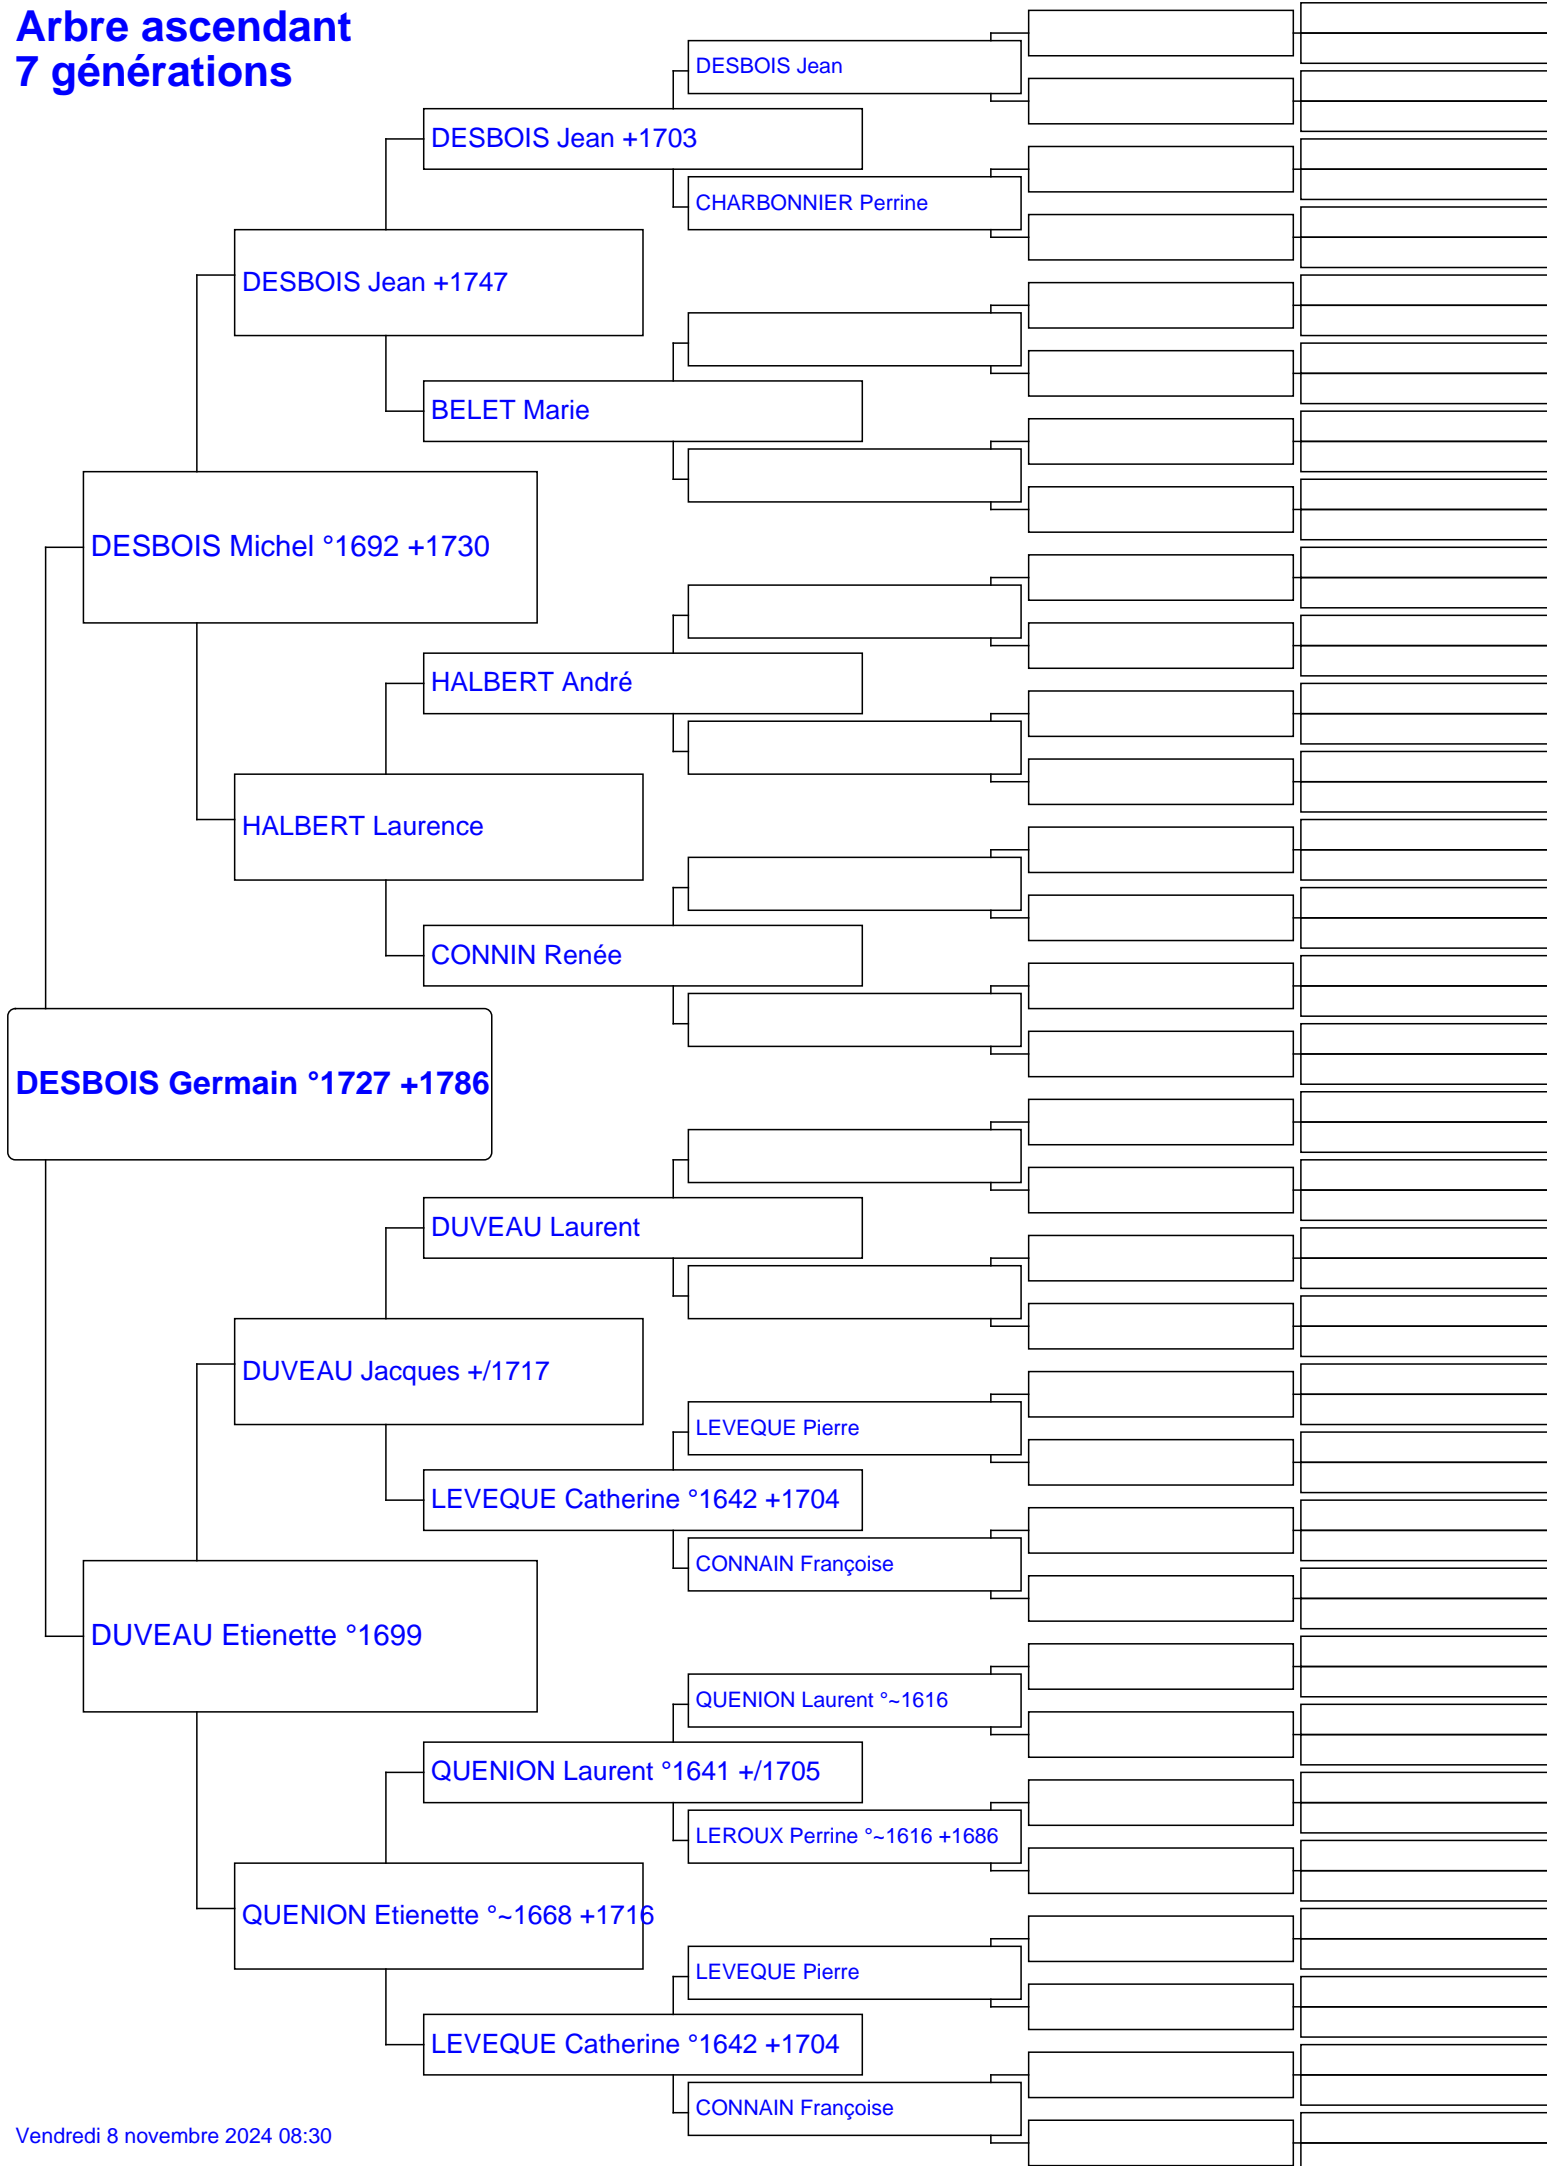 Arbre ascendant
7 générations
DESBOIS Jean
DESBOIS Jean +1703
CHARBONNIER Perrine
DESBOIS Jean +1747
BELET Marie
DESBOIS Michel °1692 +1730
HALBERT André
HALBERT Laurence
CONNIN Renée
DESBOIS Germain °1727 +1786
DUVEAU Laurent
DUVEAU Jacques +/1717
LEVEQUE Pierre
LEVEQUE Catherine °1642 +1704
CONNAIN Françoise
DUVEAU Etienette °1699
QUENION Laurent °~1616
QUENION Laurent °1641 +/1705
LEROUX Perrine °~1616 +1686
QUENION Etienette °~1668 +1716
LEVEQUE Pierre
LEVEQUE Catherine °1642 +1704
CONNAIN Françoise
Vendredi 8 novembre 2024 08:30